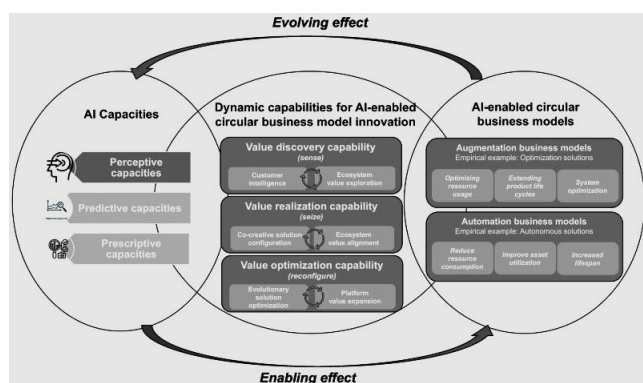 Evolving effect
AI Capacities
Perceptive
capacities
Predictive capacities
Prescriptive
capacities
Dynamic capabilities for AI-enabled
circular business model innovation
Value discovery capability
(sense)
Customer
Intelligence
Ecosystem
value exploration
Value realization capability
(seize)
Co-creative solution
configuration
Ecosystem
value alignment
Value optimization capability
(reconfigure)
Evolutionary
solution
optimization
Platform
value expansion
AI-enabled circular
business models
Augmentation business models
Empirical example: Optimization solutions
Optimizing
resource
usage
Extending
product life
cycles
System
optimization
Automation business models
Empirical example: Autonomous solutions
Reduce
resource
consumption
Improve asset
utilization
Increased
lifespan
Enabling effect